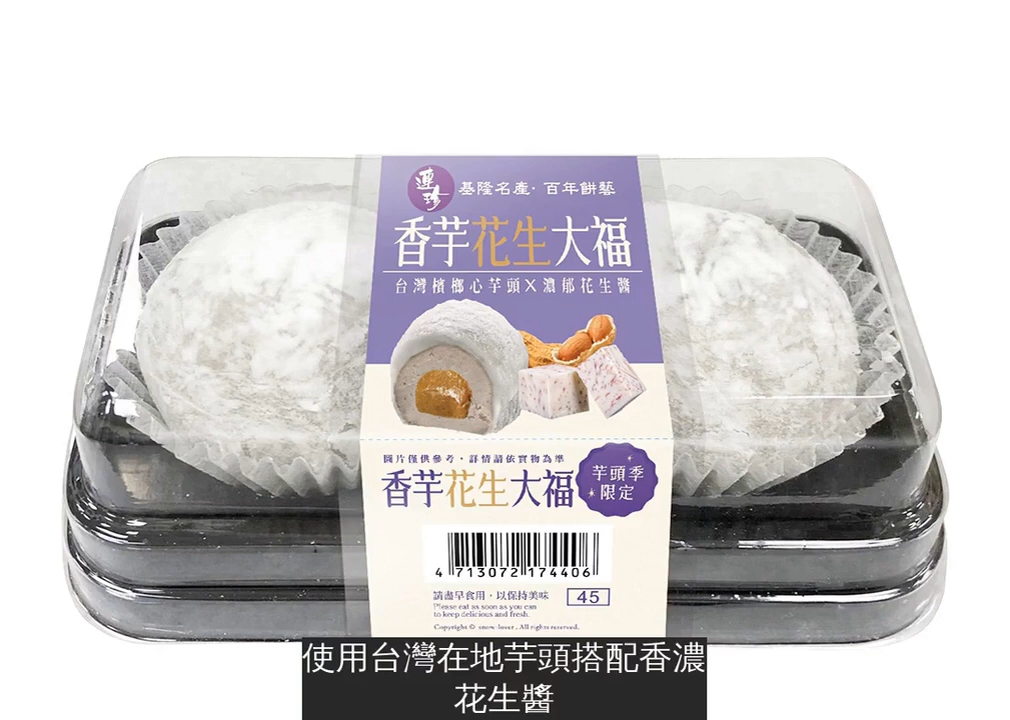 連珍
基隆名產·百年餅藝
香芋花生大福
台灣檳榔心芋頭X濃郁花生醬
圖片僅供參考，詳情請依實物為準
香芋花生大福
芋頭季
限定
4 713072 174406
請盡早食用，以保持美味
45
Please eat as soon as you can
to keep delicious and fresh.
Copyright © snow-lover . All rights reserved.
使用台灣在地芋頭搭配香濃
花生醬